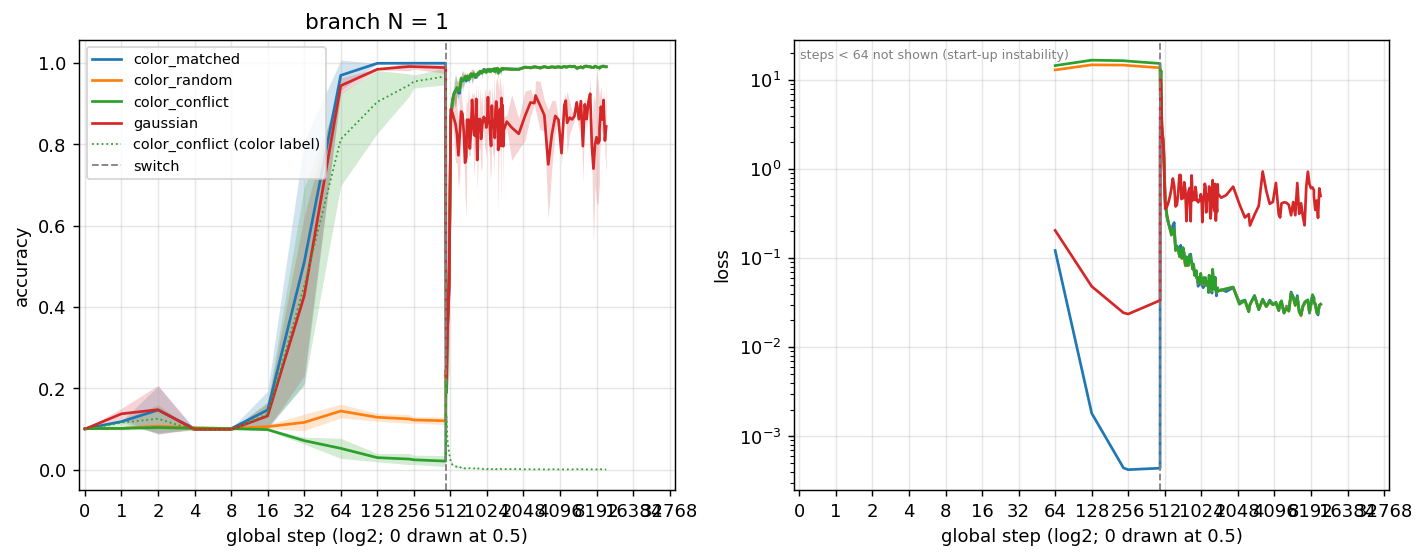 branch N = 1
color_matched
color_random
color_conflict
gaussian
color_conflict (color label)
switch
accuracy
1.0
0.8
0.6
0.4
0.2
0.0
0 1 2 4 8 16 32 64 128 256 512 1024 2048 4096 8192 16384 32768
global step (log2; 0 drawn at 0.5)
steps < 64 not shown (start-up instability)
loss
10¹
10⁰
10⁻¹
10⁻²
10⁻³
0 1 2 4 8 16 32 64 128 256 512 1024 2048 4096 8192 16384 32768
global step (log2; 0 drawn at 0.5)